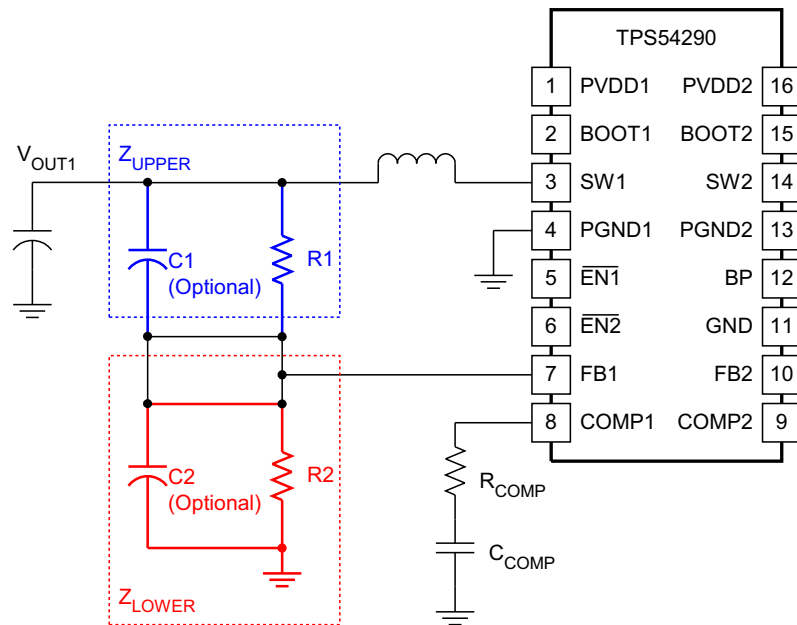 TPS54290
1 PVDD1 PVDD2 16
2 BOOT1 BOOT2 15
3 SW1 SW2 14
4 PGND1 PGND2 13
5 EN1 BP 12
6 EN2 GND 11
7 FB1 FB2 10
8 COMP1 COMP2 9
VOUT1
ZUPPER
C1
(Optional)
R1
C2
(Optional)
R2
ZLOWER
RCOMP
CCOMP